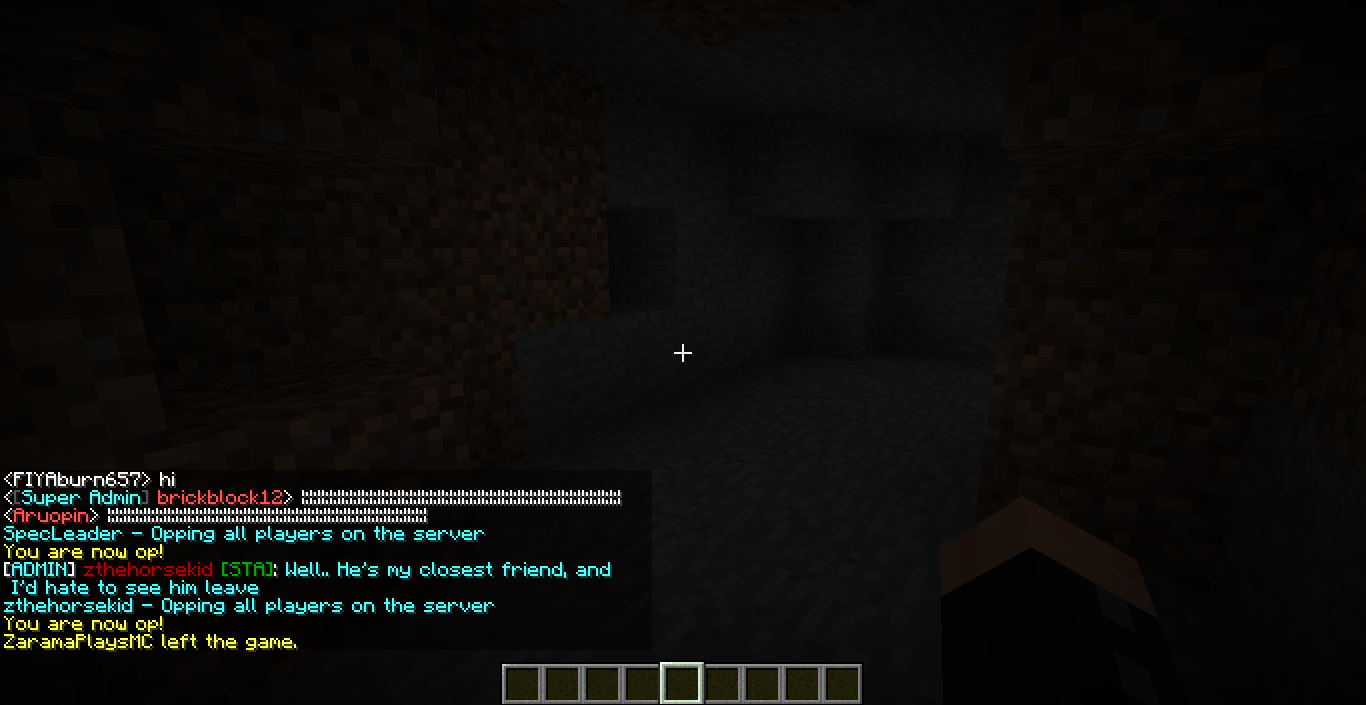 <FIYAburn657> hi
<[Super Admin] brickblock12>
<Aruopin>
SpecLeader - Opping all players on the server
You are now op!
[ADMIN] zthehorsekid [STA]: Well.. He's my closest friend, and
I'd hate to see him leave
zthehorsekid - Opping all players on the server
You are now op!
ZaramaPlaysMC left the game.